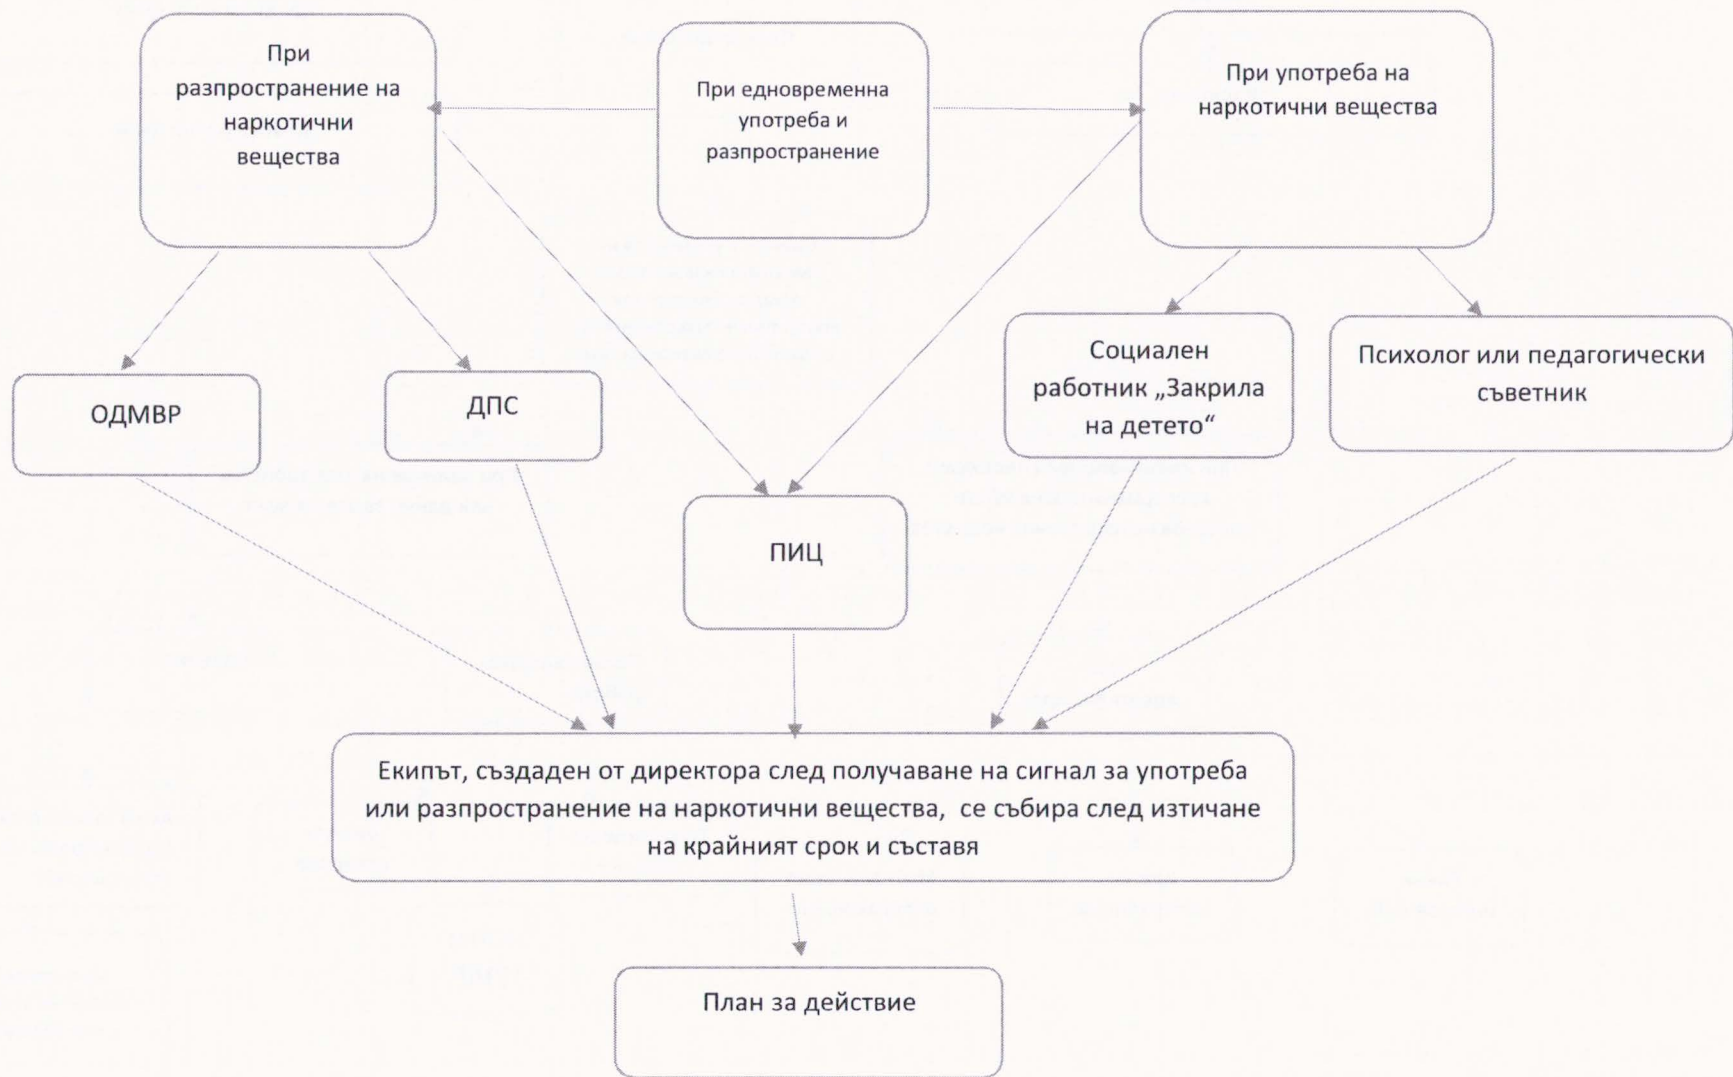 При
разпространение на
наркотични
вещества
При едновременна
употреба и
разпространение
При употреба на
наркотични вещества
ОДМВР
ДПС
Социален
работник „Закрила
на детето“
Психолог или педагогически
съветник
ПИЦ
Екипът, създаден от директора след получаване на сигнал за употреба
или разпространение на наркотични вещества, се събира след изтичане
на крайният срок и съставя
План за действие